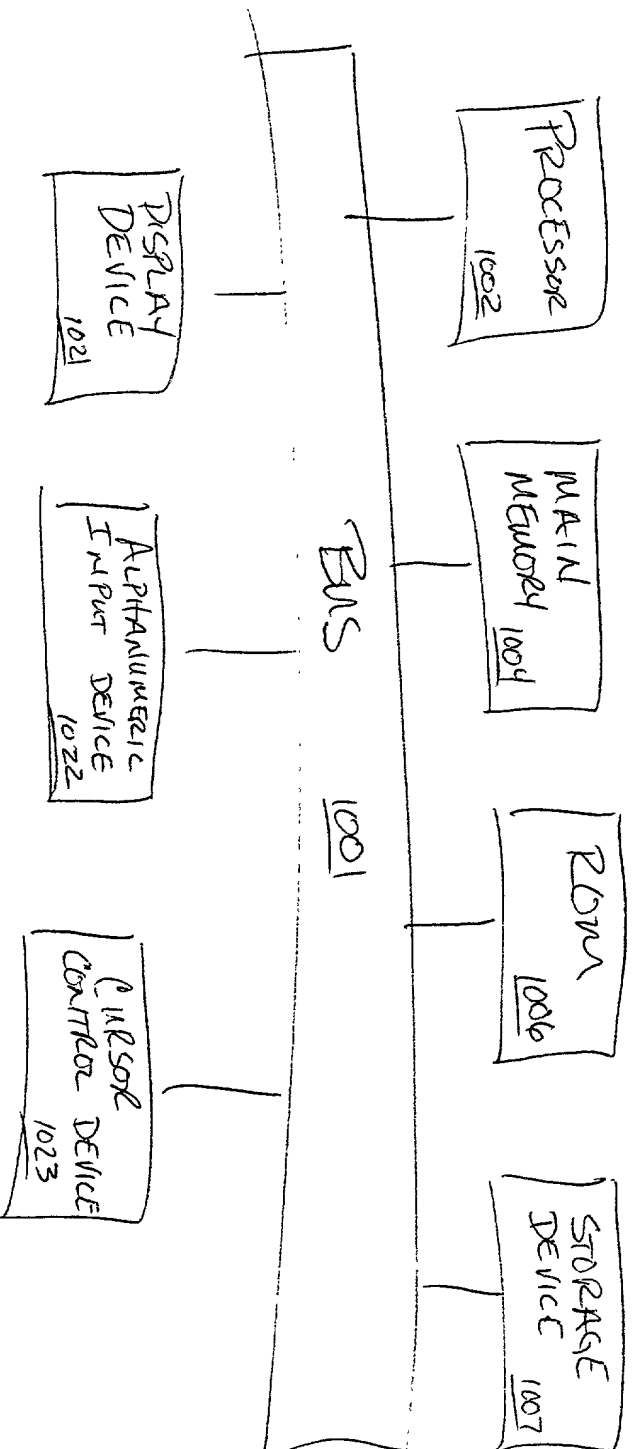 PROCESSOR
1002
MAIN
MEMORY 1004
ROM
1006
STORAGE
DEVICE 1007
BUS 1001
DISPLAY
DEVICE
1021
ALPHANUMERIC
INPUT DEVICE
1022
CURSOR
CONTROL DEVICE
1023